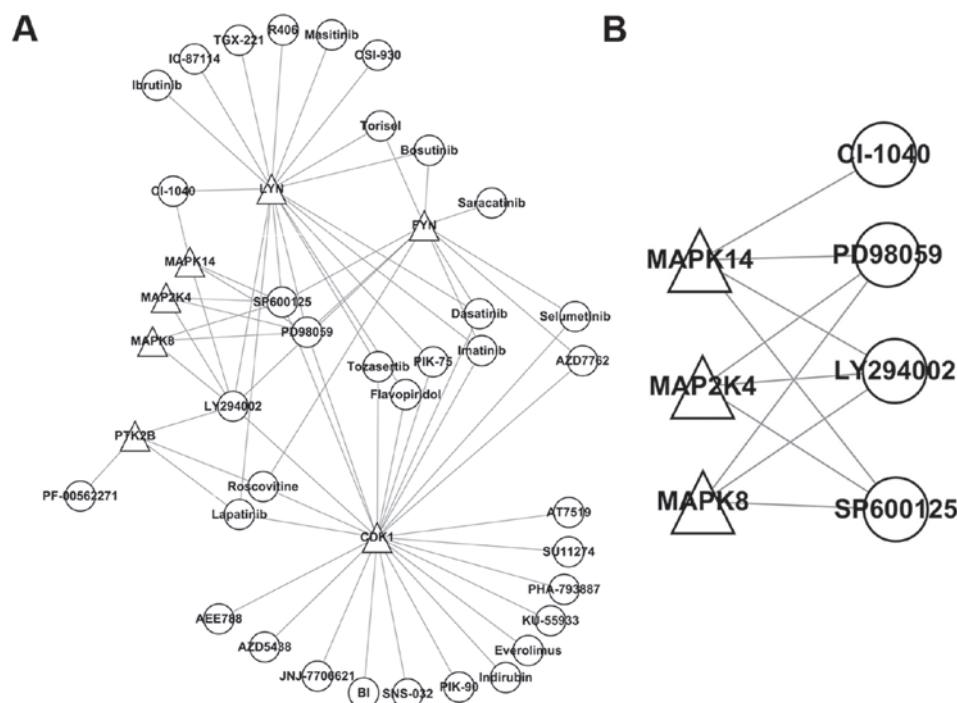 A
B
R406
TGX-221
Masitinib
IC-87114
CSI-930
Ibrutinib
Torisel
Bosutinib
CI-1040
LYN
Saracatinib
FYN
MAPK14
MAP2K4
SP600125
MAPK8
PD98059
Dasatinib
Selumetinib
Imatinib
Tozasertib
PIK-75
AZD7762
Flavopiridol
LY294002
PTK2B
PF-00562271
Roscovitine
Lapatinib
AT7519
CDK1
SU11274
PHA-793887
KU-55933
AEE788
AZD5438
Everolimus
JNJ-7706621
Indirubin
BI
SNS-032
PIK-90
CI-1040
MAPK14
PD98059
MAP2K4
LY294002
MAPK8
SP600125